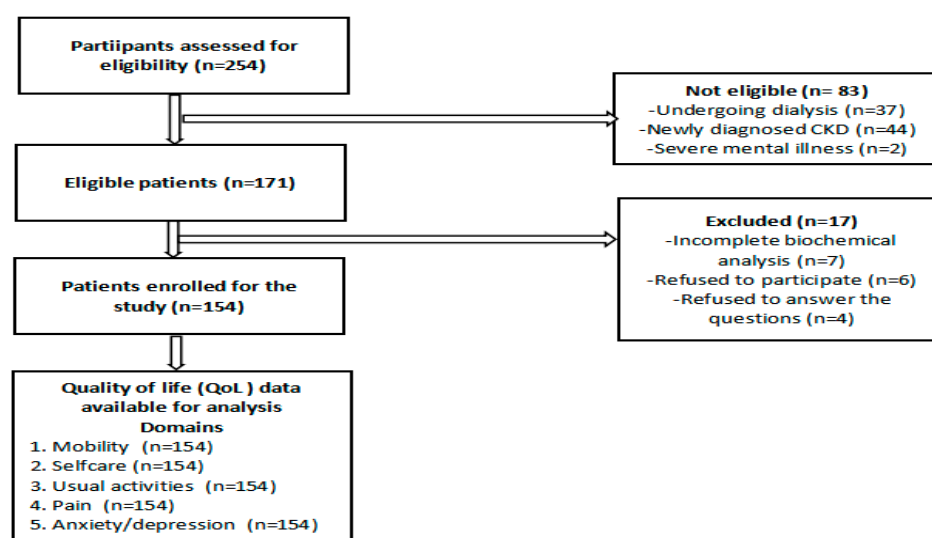 Partiipants assessed for
eligibility (n=254)
Not eligible (n= 83)
-Undergoing dialysis (n=37)
-Newly diagnosed CKD (n=44)
-Severe mental illness (n=2)
Eligible patients (n=171)
Excluded (n=17)
-Incomplete biochemical
analysis (n=7)
-Refused to participate (n=6)
-Refused to answer the
questions (n=4)
Patients enrolled for the
study (n=154)
Quality of life (QoL) data
available for analysis
Domains
1. Mobility (n=154)
2. Selfcare (n=154)
3. Usual activities (n=154)
4. Pain (n=154)
5. Anxiety/depression (n=154)